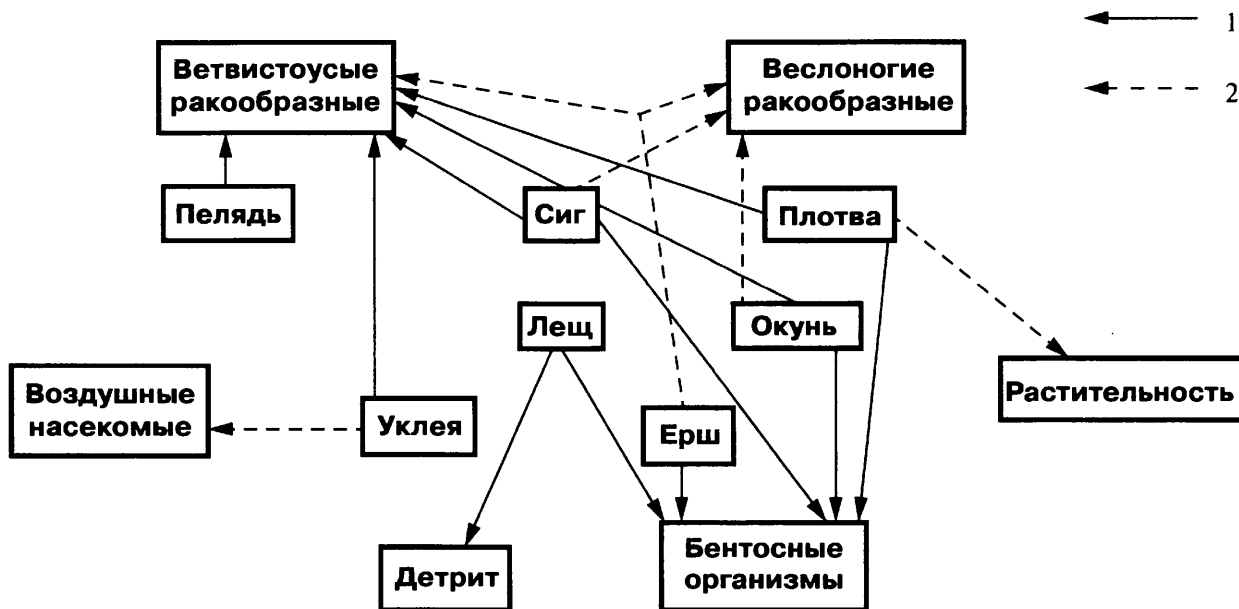 1
Ветвистоусые
ракообразные
Веслоногие
ракообразные
2
Пелядь
Сиг
Плотва
Лещ
Окунь
Воздушные
насекомые
Уклея
Ерш
Растительность
Детрит
Бентосные
организмы